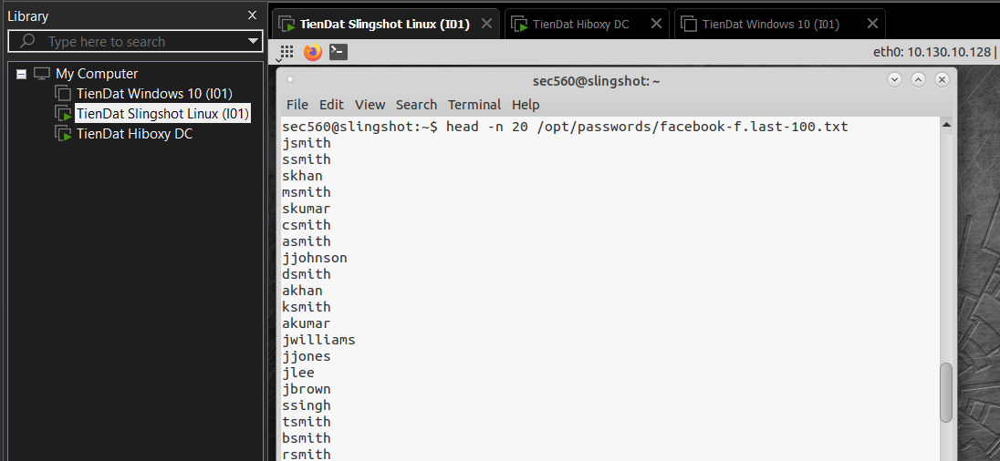 Library
Type here to search
My Computer
TienDat Windows 10 (I01)
TienDat Slingshot Linux (I01)
TienDat Hiboxy DC
TienDat Slingshot Linux (I01) TienDat Hiboxy DC TienDat Windows 10 (I01)
eth0: 10.130.10.128 |
sec560@slingshot: ~
File Edit View Search Terminal Help
sec560@slingshot:~$ head -n 20 /opt/passwords/facebook-f.last-100.txt
jsmith
ssmith
skhan
msmith
skumar
csmith
asmith
jjohnson
dsmith
akhan
ksmith
akumar
jwilliams
jjones
jlee
jbrown
ssingh
tsmith
bsmith
rsmith